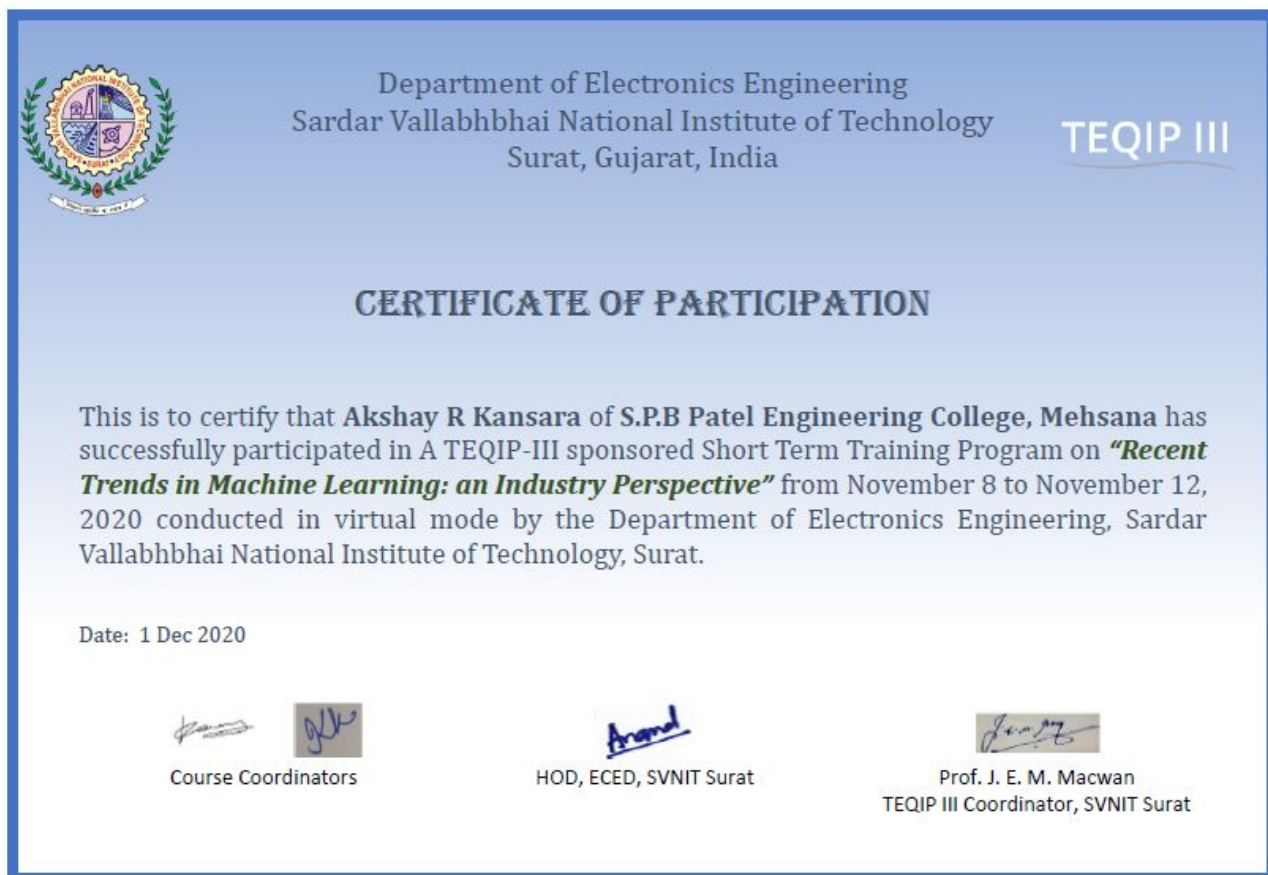 Department of Electronics Engineering
Sardar Vallabhbhai National Institute of Technology
Surat, Gujarat, India
TEQIP III
CERTIFICATE OF PARTICIPATION
This is to certify that Akshay R Kansara of S.P.B Patel Engineering College, Mehsana has
successfully participated in A TEQIP-III sponsored Short Term Training Program on “Recent
Trends in Machine Learning: an Industry Perspective” from November 8 to November 12,
2020 conducted in virtual mode by the Department of Electronics Engineering, Sardar
Vallabhbhai National Institute of Technology, Surat.
Date: 1 Dec 2020
Anand
Course Coordinators
HOD, ECED, SVNIT Surat
Prof. J. E. M. Macwan
TEQIP III Coordinator, SVNIT Surat